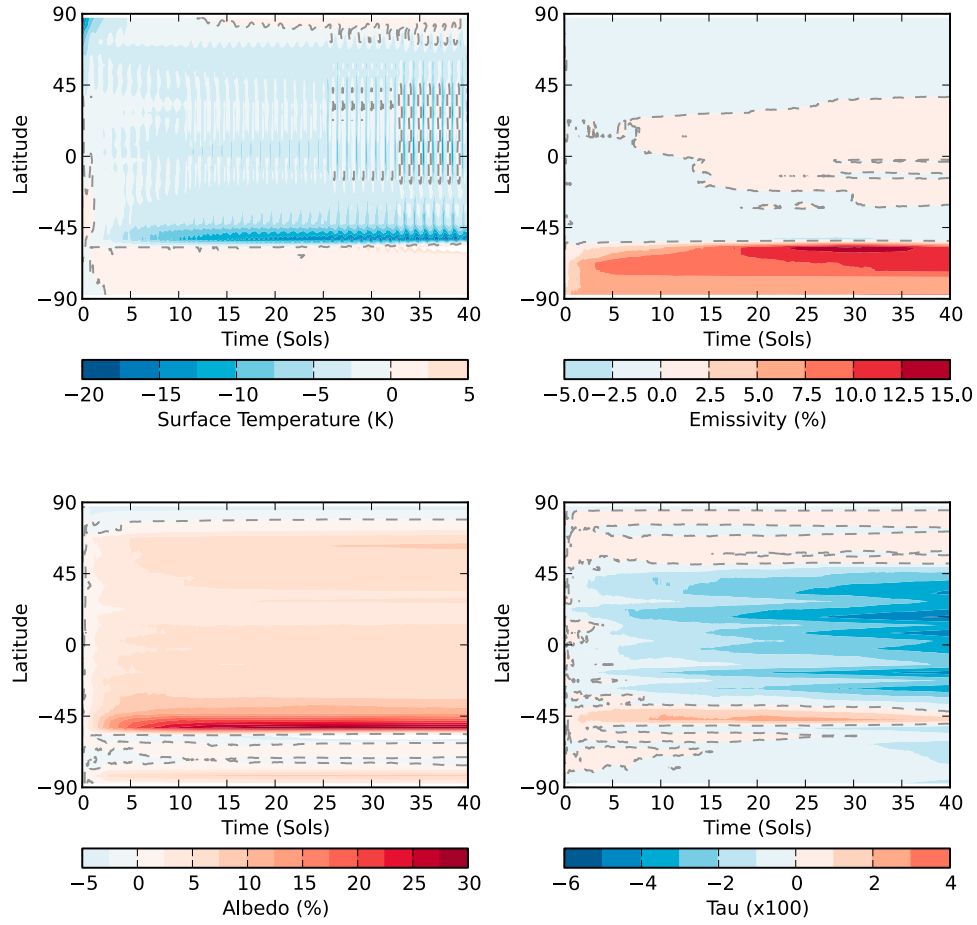 90
45
0
−45
−90
Latitude
0 5 10 15 20 25 30 35 40
Time (Sols)
−20 −15 −10 −5 0 5
Surface Temperature (K)
90
45
0
−45
−90
Latitude
0 5 10 15 20 25 30 35 40
Time (Sols)
−5.0 −2.5 0.0 2.5 5.0 7.5 10.0 12.5 15.0
Emissivity (%)
90
45
0
−45
−90
Latitude
0 5 10 15 20 25 30 35 40
Time (Sols)
−5 0 5 10 15 20 25 30
Albedo (%)
90
45
0
−45
−90
Latitude
0 5 10 15 20 25 30 35 40
Time (Sols)
−6 −4 −2 0 2 4
Tau (x100)